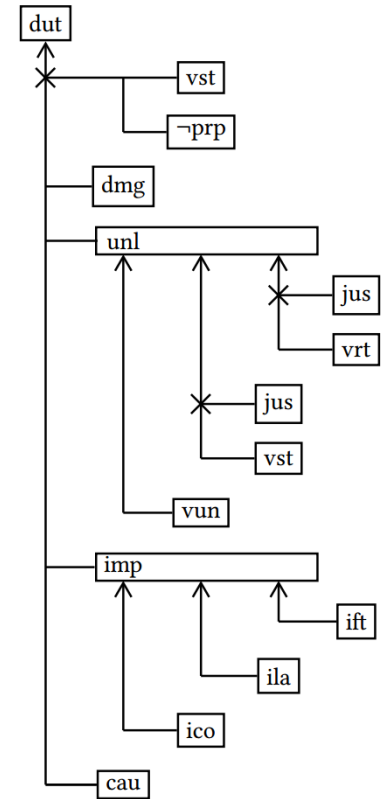 dut
vst
¬prp
dmg
unl
jus
vrt
jus
vst
vun
imp
ift
ila
ico
cau